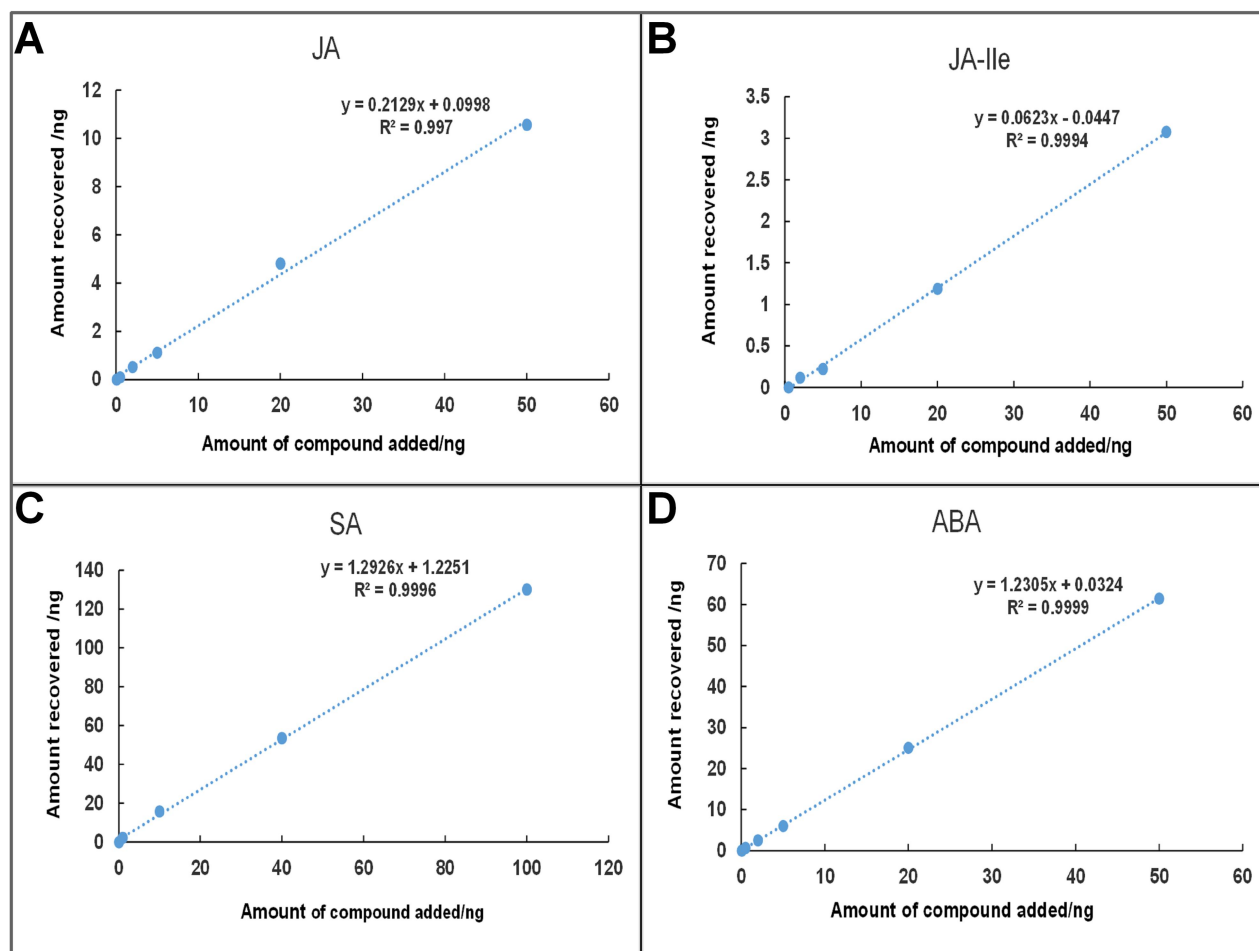 A
JA
y = 0.2129x + 0.0998
R² = 0.997
Amount recovered /ng
12
10
8
6
4
2
0
0 10 20 30 40 50 60
Amount of compound added/ng
B
JA-Ile
y = 0.0623x - 0.0447
R² = 0.9994
Amount recovered /ng
3.5
3
2.5
2
1.5
1
0.5
0
0 10 20 30 40 50 60
Amount of compound added/ng
C
SA
y = 1.2926x + 1.2251
R² = 0.9996
Amount recovered /ng
140
120
100
80
60
40
20
0
0 20 40 60 80 100 120
Amount of compound added/ng
D
ABA
y = 1.2305x + 0.0324
R² = 0.9999
Amount recovered /ng
70
60
50
40
30
20
10
0
0 10 20 30 40 50 60
Amount of compound added/ng